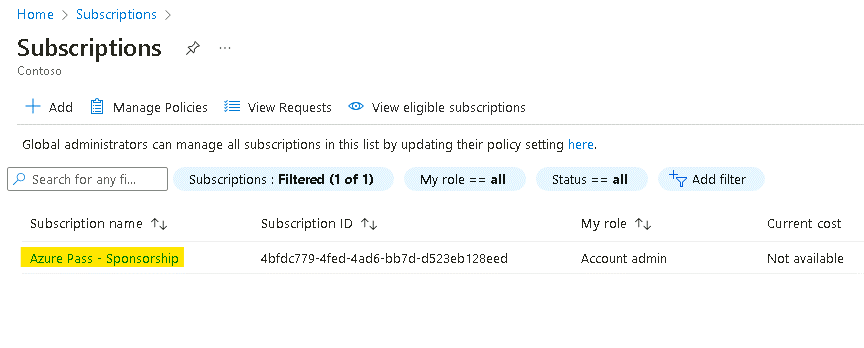 Home > Subscriptions >
Subscriptions ...
Contoso
Add Manage Policies View Requests View eligible subscriptions
Global administrators can manage all subscriptions in this list by updating their policy setting here.
Search for any fi... Subscriptions : Filtered (1 of 1) My role == all Status == all Add filter
Subscription name ↑↓ Subscription ID ↑↓ My role ↑↓ Current cost
Azure Pass - Sponsorship 4bfdc779-4fed-4ad6-bb7d-d523eb128eed Account admin Not available